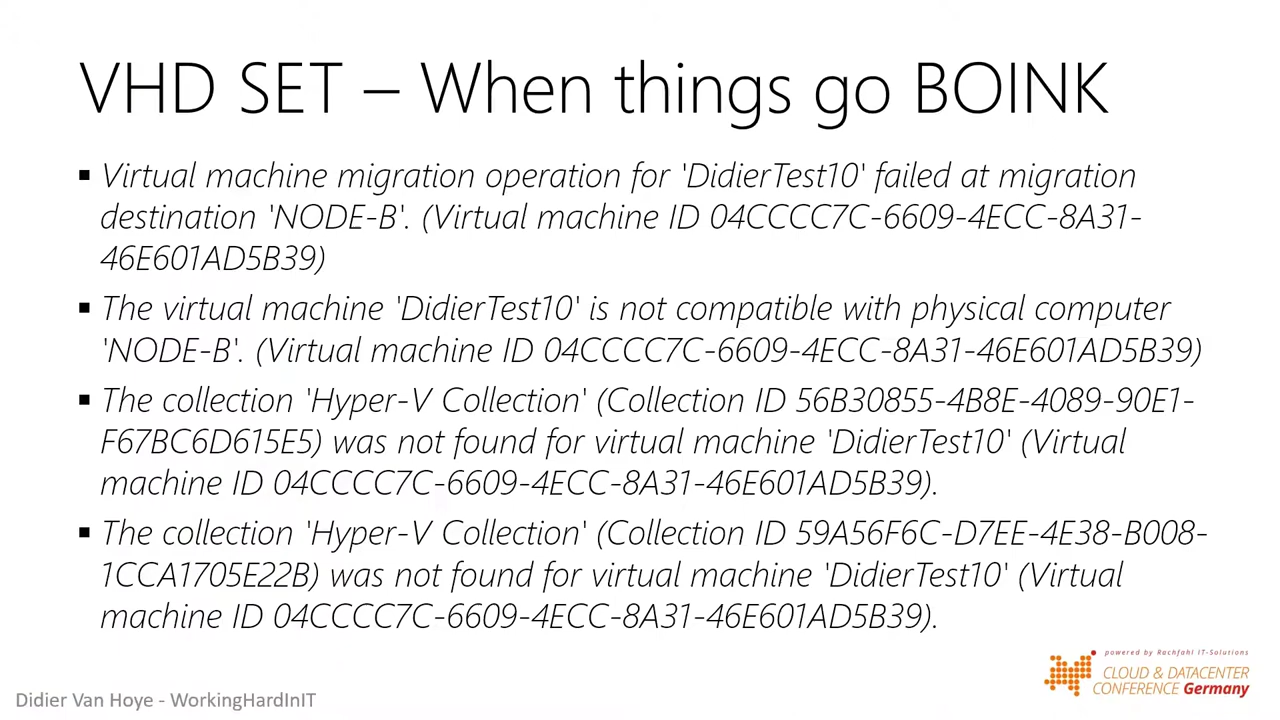 VHD SET – When things go BOINK
▪ Virtual machine migration operation for 'DidierTest10' failed at migration
destination 'NODE-B'. (Virtual machine ID 04CCCC7C-6609-4ECC-8A31-
46E601AD5B39)
▪ The virtual machine 'DidierTest10' is not compatible with physical computer
'NODE-B'. (Virtual machine ID 04CCCC7C-6609-4ECC-8A31-46E601AD5B39)
▪ The collection 'Hyper-V Collection' (Collection ID 56B30855-4B8E-4089-90E1-
F67BC6D615E5) was not found for virtual machine 'DidierTest10' (Virtual
machine ID 04CCCC7C-6609-4ECC-8A31-46E601AD5B39).
▪ The collection 'Hyper-V Collection' (Collection ID 59A56F6C-D7EE-4E38-B008-
1CCA1705E22B) was not found for virtual machine 'DidierTest10' (Virtual
machine ID 04CCCC7C-6609-4ECC-8A31-46E601AD5B39).
powered by Rachfahl IT-Solutions
CLOUD & DATACENTER
CONFERENCE Germany
Didier Van Hoye - WorkingHardInIT